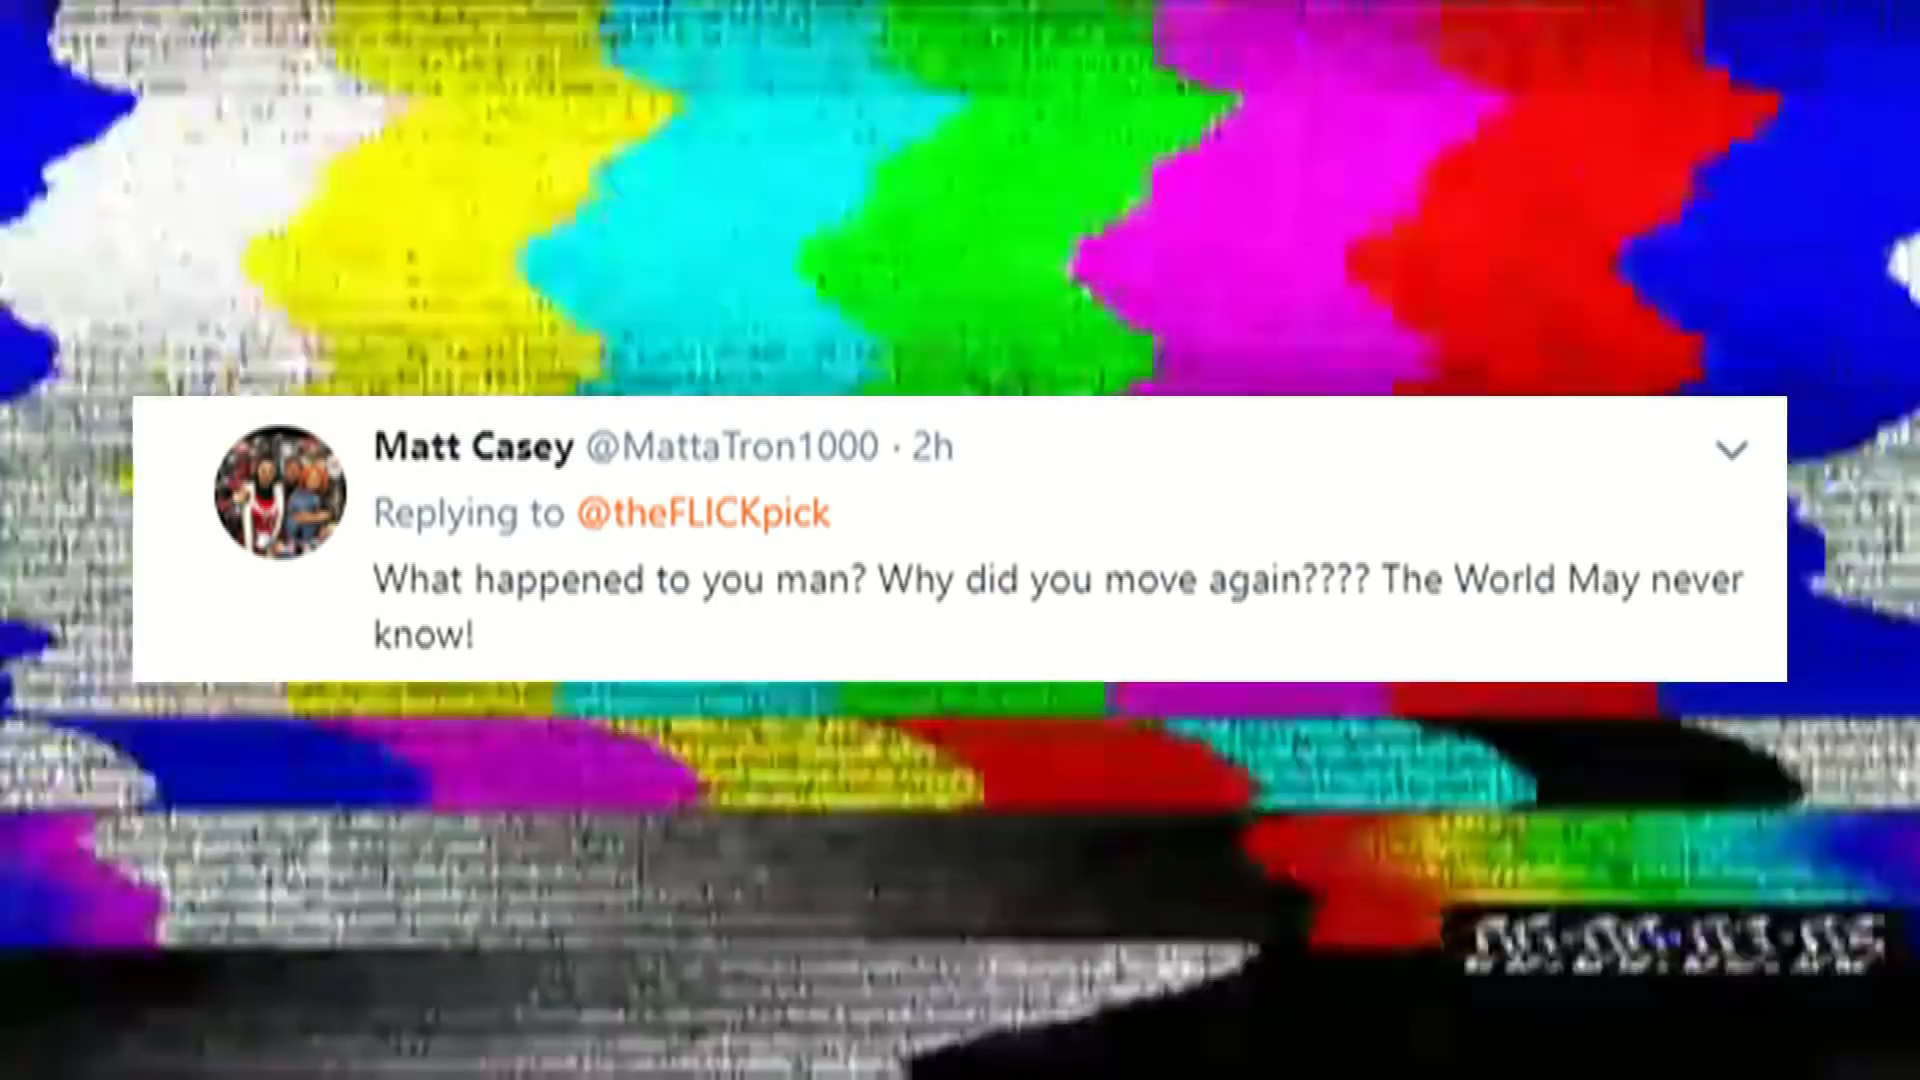 Matt Casey @MattaTron1000 · 2h
Replying to @theFLICKpick
What happened to you man? Why did you move again???? The World May never
know!